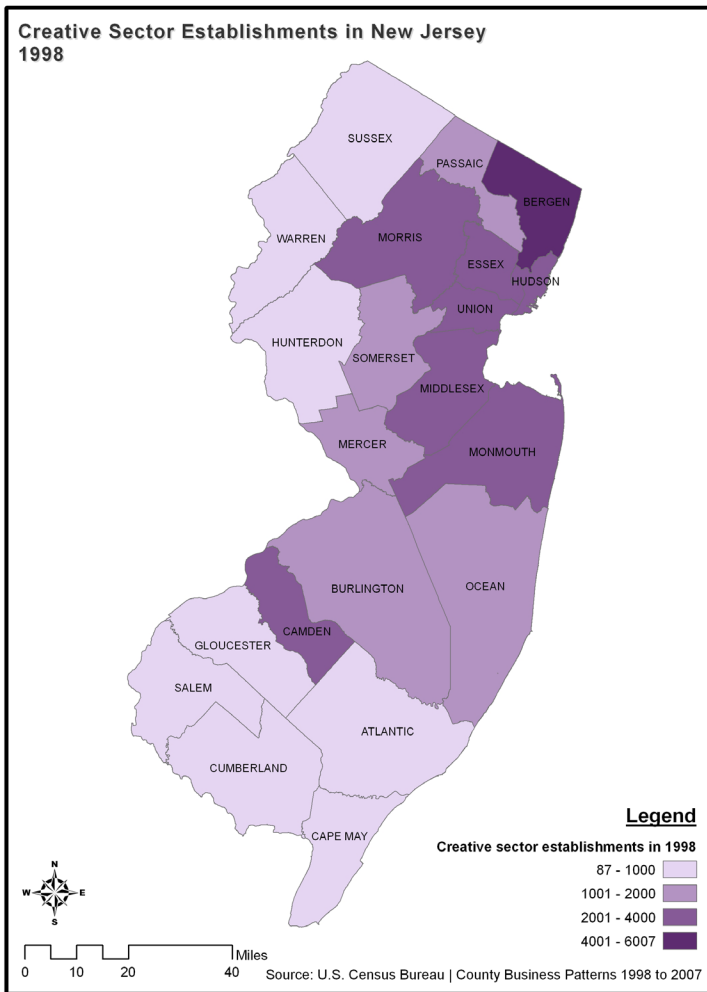 Creative Sector Establishments in New Jersey
1998
SUSSEX
PASSAIC
BERGEN
WARREN
MORRIS
ESSEX
HUDSON
UNION
HUNTERDON
SOMERSET
MIDDLESEX
MERCER
MONMOUTH
BURLINGTON
OCEAN
CAMDEN
GLOUCESTER
SALEM
ATLANTIC
CUMBERLAND
CAPE MAY
Legend
Creative sector establishments in 1998
87 - 1000
1001 - 2000
2001 - 4000
4001 - 6007
N
W E
S
Miles
0 5 10 20 40
Source: U.S. Census Bureau | County Business Patterns 1998 to 2007